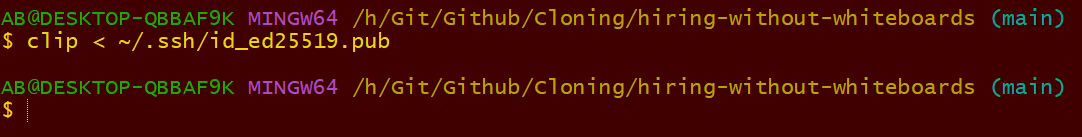 AB@DESKTOP-QBBAF9K MINGW64 /h/Git/Github/Cloning/hiring-without-whiteboards (main)
$ clip < ~/.ssh/id_ed25519.pub
AB@DESKTOP-QBBAF9K MINGW64 /h/Git/Github/Cloning/hiring-without-whiteboards (main)
$